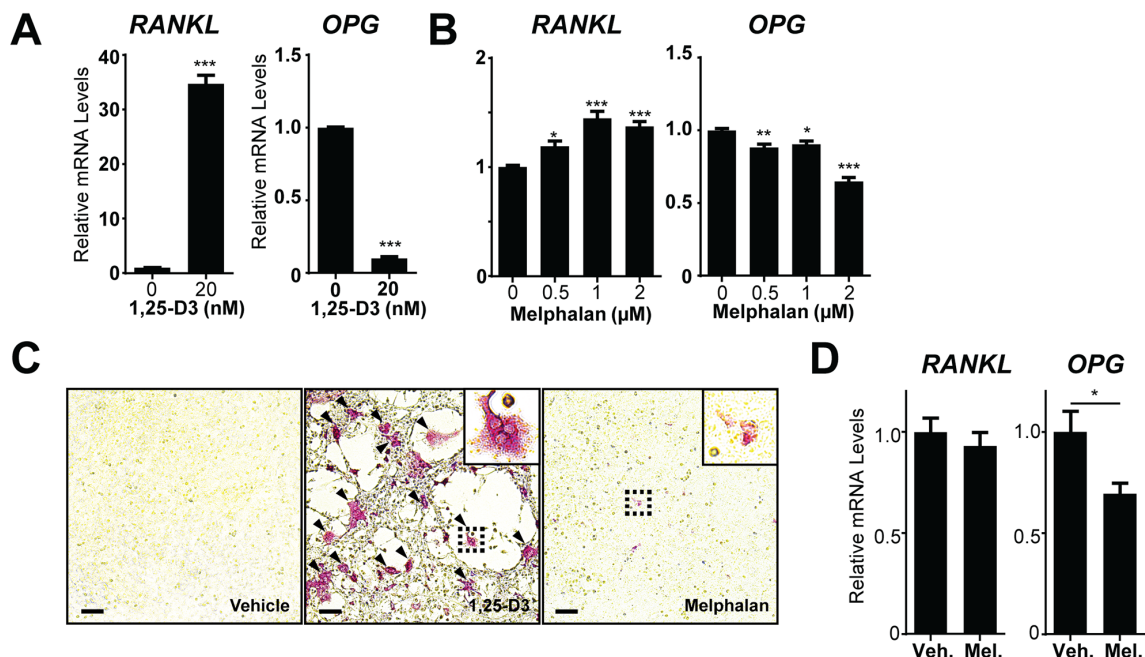 A
RANKL
OPG
Relative mRNA Levels
40
30
20
10
0
***
0
20
1,25-D3 (nM)
Relative mRNA Levels
1.5
1.0
0.5
0
***
0
20
1,25-D3 (nM)
B
RANKL
OPG
2
1
0
*
***
***
0
0.5
1
2
Melphalan (µM)
1.5
1.0
0.5
0
**
*
***
0
0.5
1
2
Melphalan (µM)
C
Vehicle
1,25-D3
Melphalan
D
RANKL
OPG
Relative mRNA Levels
1.0
0.5
0
Veh. Mel.
*
1.0
0.5
0
Veh. Mel.